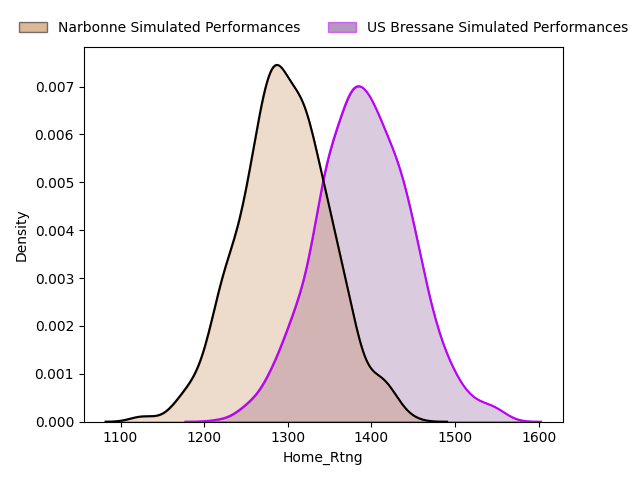 Narbonne Simulated Performances US Bressane Simulated Performances
0.007
0.006
0.005
0.004
0.003
0.002
0.001
0.000
Density
1100 1200 1300 1400 1500 1600
Home_Rtng